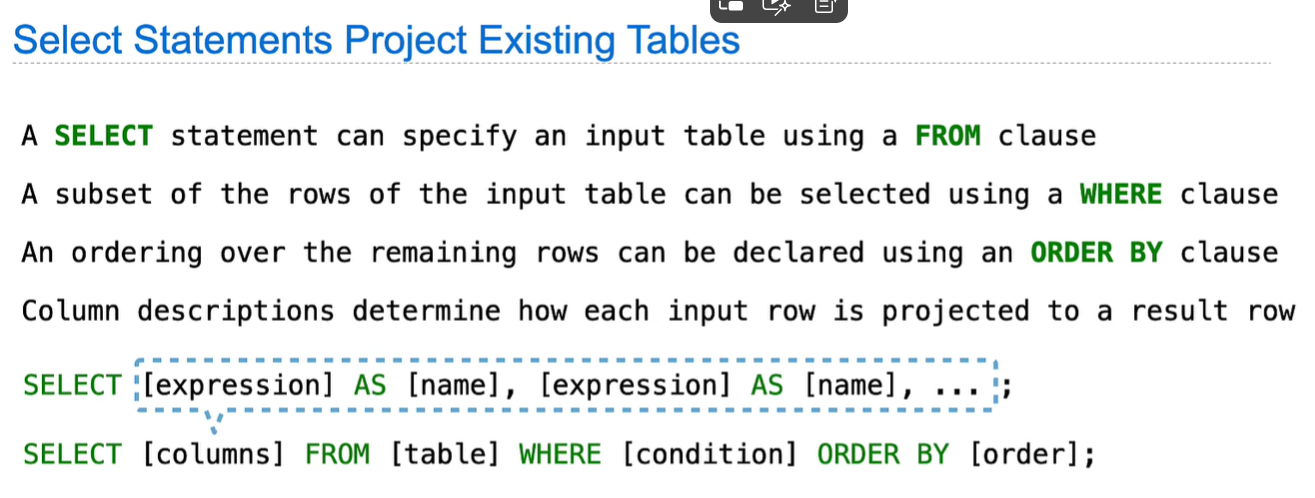 Select Statements Project Existing Tables
A SELECT statement can specify an input table using a FROM clause
A subset of the rows of the input table can be selected using a WHERE clause
An ordering over the remaining rows can be declared using an ORDER BY clause
Column descriptions determine how each input row is projected to a result row
SELECT [expression] AS [name], [expression] AS [name], ... ;
SELECT [columns] FROM [table] WHERE [condition] ORDER BY [order];